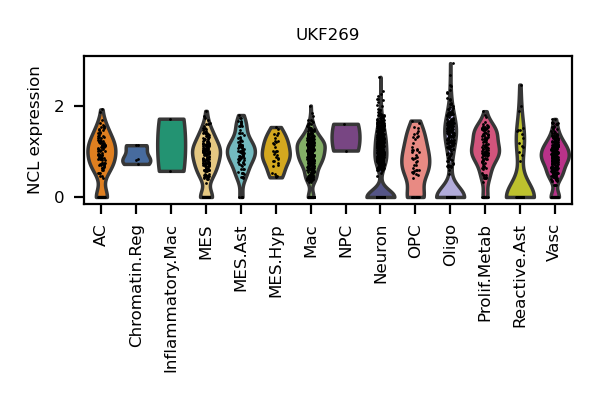 UKF269
NCL expression
2
0
AC
Chromatin.Reg
Inflammatory.Mac
MES
MES.Ast
MES.Hyp
Mac
NPC
Neuron
OPC
Oligo
Prolif.Metab
Reactive.Ast
Vasc